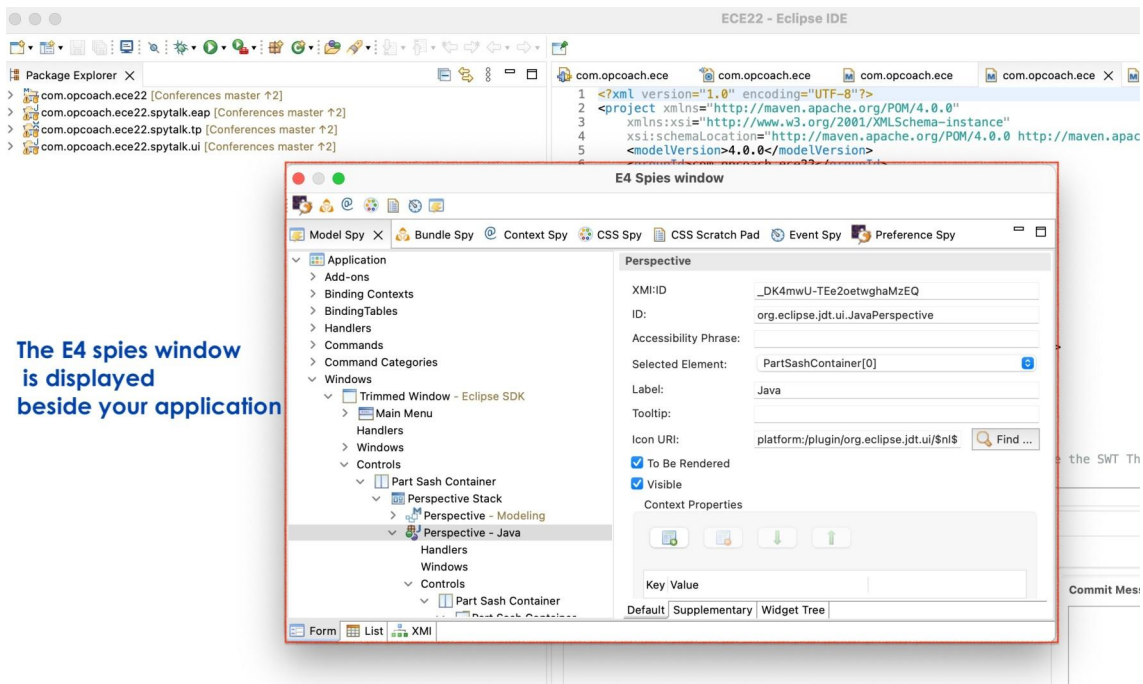 ECE22 - Eclipse IDE
Package Explorer
com.opcoach.ece22 [Conferences master ↑2]
com.opcoach.ece22.spytalk.eap [Conferences master ↑2]
com.opcoach.ece22.spytalk.tp [Conferences master ↑2]
com.opcoach.ece22.spytalk.ui [Conferences master ↑2]
com.opcoach.ece com.opcoach.ece com.opcoach.ece com.opcoach.ece
1 <?xml version="1.0" encoding="UTF-8"?>
2 <project xmlns="http://maven.apache.org/POM/4.0.0"
3 xmlns:xsi="http://www.w3.org/2001/XMLSchema-instance"
4 xsi:schemaLocation="http://maven.apache.org/POM/4.0.0 http://maven.apac
5 <modelVersion>4.0.0</modelVersion>
6 <groupId>com.opcoach.ece22</groupId>
The E4 spies window
is displayed
beside your application
E4 Spies window
Model Spy Bundle Spy Context Spy CSS Spy CSS Scratch Pad Event Spy Preference Spy
Application
Add-ons
Binding Contexts
BindingTables
Handlers
Commands
Command Categories
Windows
Trimmed Window - Eclipse SDK
Main Menu
Handlers
Windows
Controls
Part Sash Container
Perspective Stack
Perspective - Modeling
Perspective - Java
Handlers
Windows
Controls
Part Sash Container
Part Sash Container
Form List XMI
Perspective
XMI:ID _DK4mwU-TEe2oetwghaMzEQ
ID: org.eclipse.jdt.ui.JavaPerspective
Accessibility Phrase:
Selected Element: PartSashContainer[0]
Label: Java
Tooltip:
Icon URI: platform:/plugin/org.eclipse.jdt.ui/$nl$ Find ...
To Be Rendered
Visible
Context Properties
Key Value
Default Supplementary Widget Tree
the SWT Th
Commit Mes